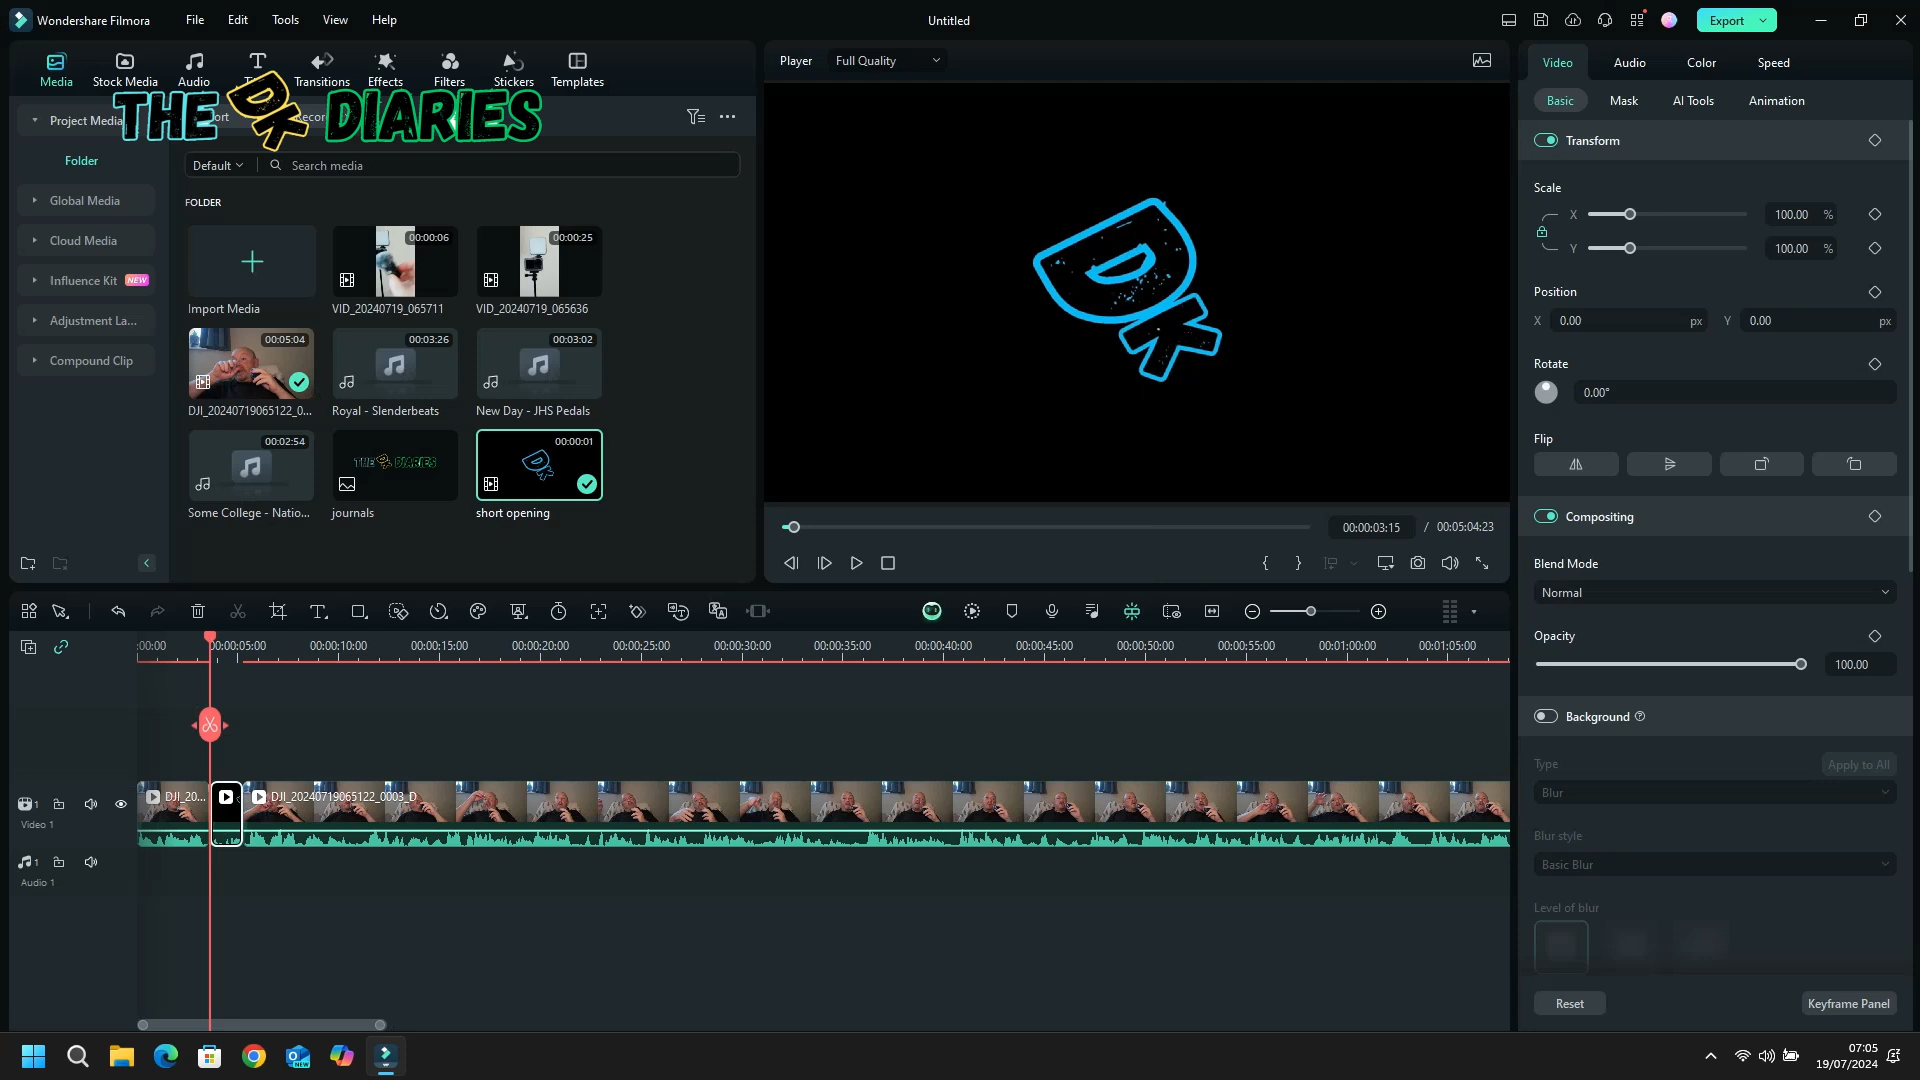 Wondershare Filmora
File Edit Tools View Help
Untitled
Export
Media Stock Media Audio Transitions Effects Filters Stickers Templates
THE DK DIARIES
Project Media
Folder
Global Media
Cloud Media
Influence Kit NEW
Adjustment La...
Compound Clip
Default Search media
FOLDER
Import Media
00:00:06
VID_20240719_065711
00:00:25
VID_20240719_065636
00:05:04
DJI_20240719065122_0...
00:03:26
Royal - Slenderbeats
00:03:02
New Day - JHS Pedals
00:02:54
Some College - Natio...
THE DK DIARIES
journals
00:00:01
short opening
Player Full Quality
DK
00:00:03:15 / 00:05:04:23
Video Audio Color Speed
Basic Mask AI Tools Animation
Transform
Scale
X 100.00 %
Y 100.00 %
Position
X 0.00 px Y 0.00 px
Rotate
0.00°
Flip
Compositing
Blend Mode
Normal
Opacity
100.00
Background
Type Apply to All
Blur
Blur style
Basic Blur
Level of blur
Reset Keyframe Panel
:00:00 00:00:05:00 00:00:10:00 00:00:15:00 00:00:20:00 00:00:25:00 00:00:30:00 00:00:35:00 00:00:40:00 00:00:45:00 00:00:50:00 00:00:55:00 00:01:00:00 00:01:05:00
DJI_20... DJI_20240719065122_0003_D
1
Video 1
1
Audio 1
NEW
07:05
19/07/2024